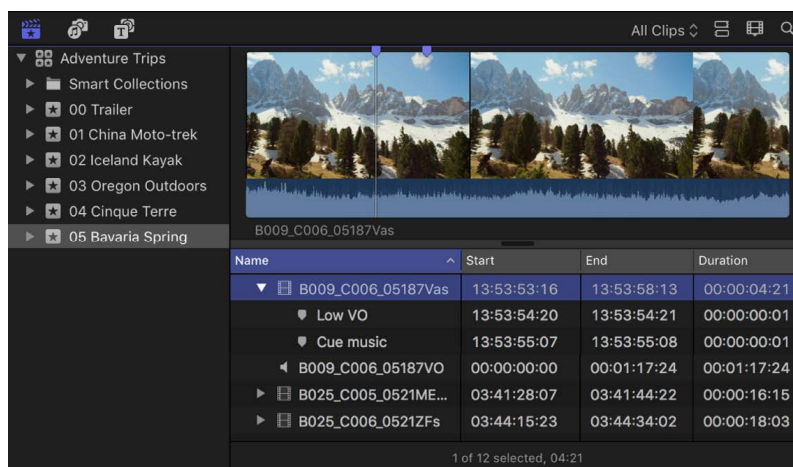 All Clips
Adventure Trips
Smart Collections
00 Trailer
01 China Moto-trek
02 Iceland Kayak
03 Oregon Outdoors
04 Cinque Terre
05 Bavaria Spring
B009_C006_05187Vas
Name Start End Duration
B009_C006_05187Vas 13:53:53:16 13:53:58:13 00:00:04:21
Low VO 13:53:54:20 13:53:54:21 00:00:00:01
Cue music 13:53:55:07 13:53:55:08 00:00:00:01
B009_C006_05187VO 00:00:00:00 00:01:17:24 00:01:17:24
B025_C005_0521ME... 03:41:28:07 03:41:44:22 00:00:16:15
B025_C006_0521ZFs 03:44:15:23 03:44:34:02 00:00:18:03
1 of 12 selected, 04:21